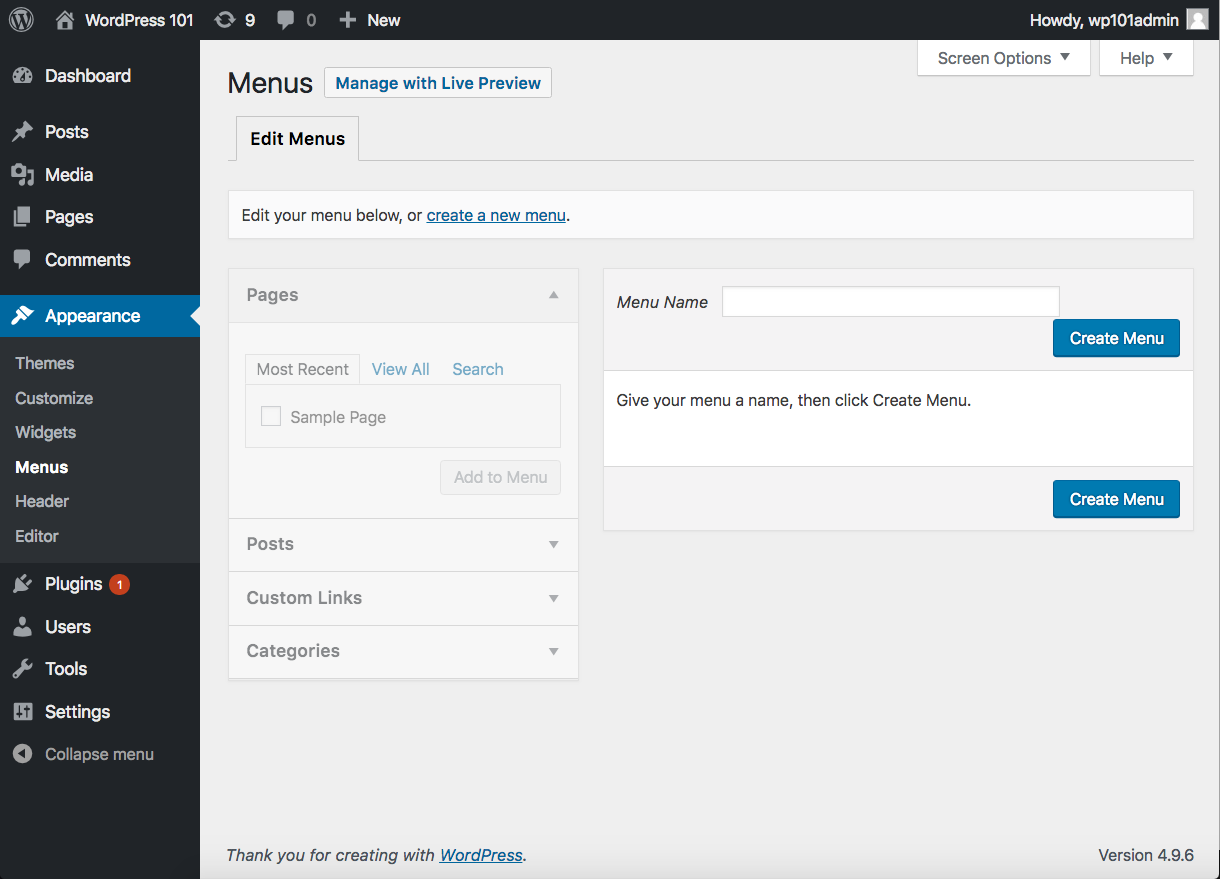 WordPress 101 9 0 New Howdy, wp101admin
Dashboard
Posts
Media
Pages
Comments
Appearance
Themes
Customize
Widgets
Menus
Header
Editor
Plugins 1
Users
Tools
Settings
Collapse menu
Screen Options Help
Menus Manage with Live Preview
Edit Menus
Edit your menu below, or create a new menu.
Pages
Most Recent View All Search
Sample Page
Add to Menu
Posts
Custom Links
Categories
Menu Name
Create Menu
Give your menu a name, then click Create Menu.
Create Menu
Thank you for creating with WordPress. Version 4.9.6